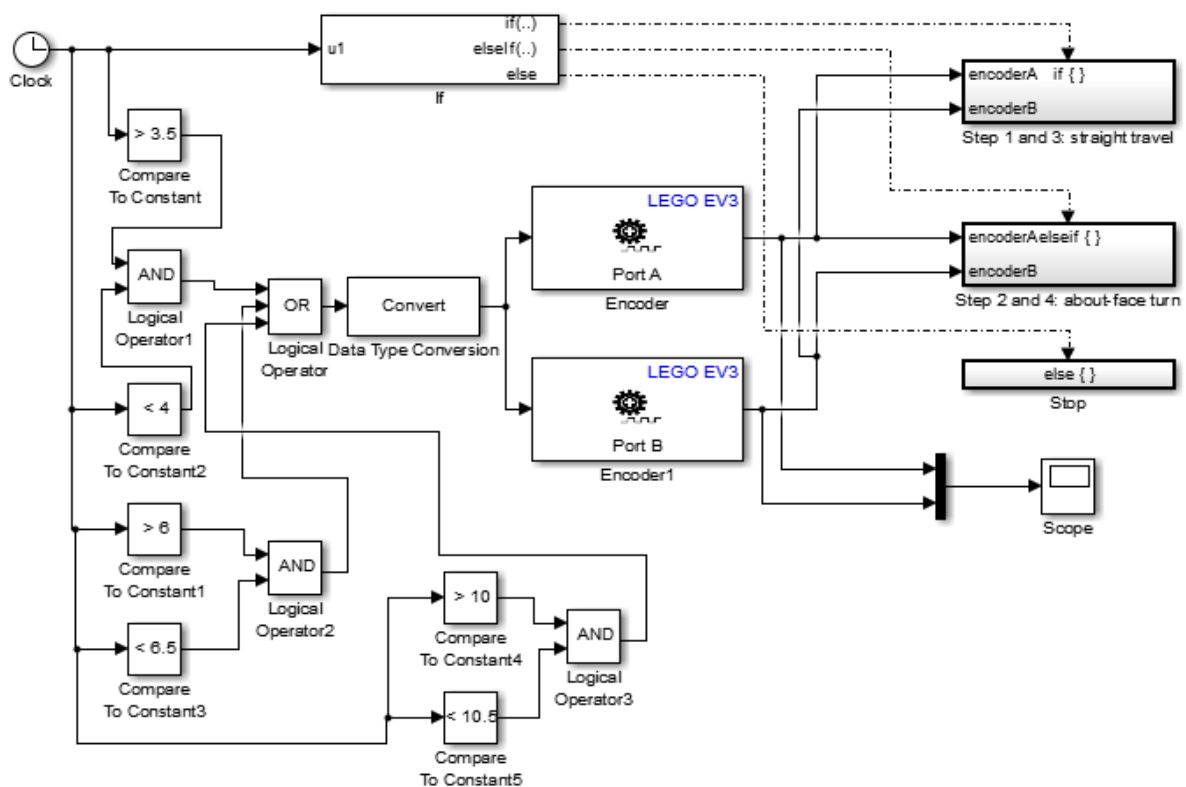 Clock
u1
if(..)
elseif(..)
else
If
encoderA if { }
encoderB
Step 1 and 3: straight travel
> 3.5
Compare
To Constant
AND
Logical
Operator1
OR
Logical
Operator
Convert
Data Type Conversion
LEGO EV3
Port A
Encoder
encoderAelseif { }
encoderB
Step 2 and 4: about-face turn
LEGO EV3
Port B
Encoder1
else { }
Stop
< 4
Compare
To Constant2
Scope
> 6
Compare
To Constant1
AND
Logical
Operator2
< 6.5
Compare
To Constant3
> 10
Compare
To Constant4
AND
Logical
Operator3
< 10.5
Compare
To Constant5